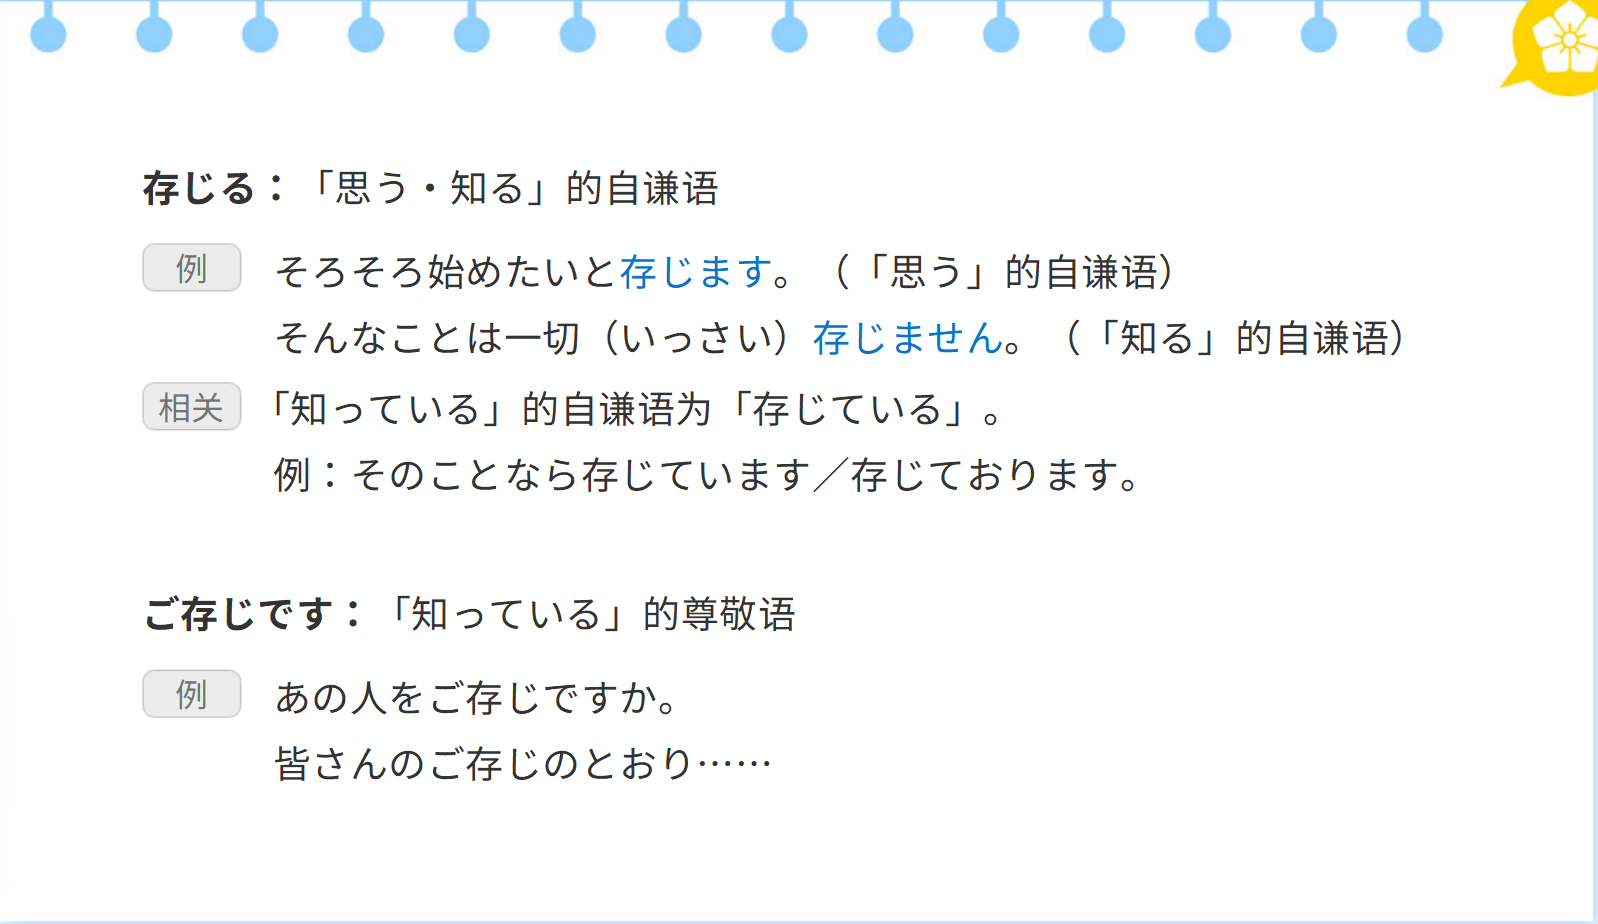 存じる：「思う・知る」的自谦语
例 そろそろ始めたいと存じます。（「思う」的自谦语）
そんなことは一切（いっさい）存じません。（「知る」的自谦语）
相关 「知っている」的自谦语为「存じている」。
例：そのことなら存じています／存じております。
ご存じです：「知っている」的尊敬语
例 あの人をご存じですか。
皆さんのご存じのとおり……